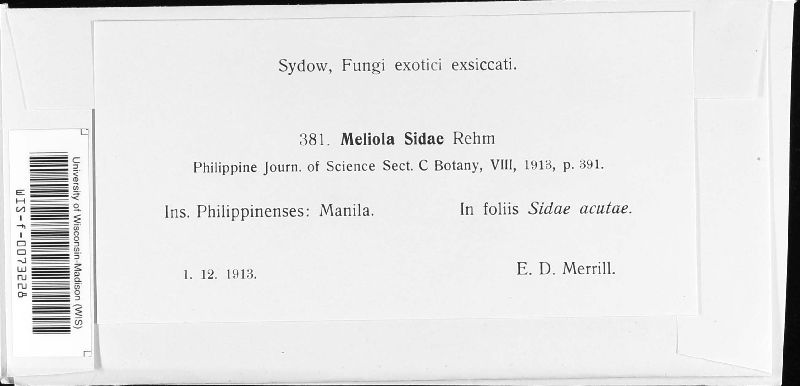 Sydow, Fungi exotici exsiccati.
381. Meliola Sidae Rehm
Philippine Journ. of Science Sect. C Botany, VIII, 1913, p. 391.
Ins. Philippinenses: Manila. In foliis Sidae acutae.
1. 12. 1913. E. D. Merrill.
University of Wisconsin-Madison (WIS)
WIS-f-0073228